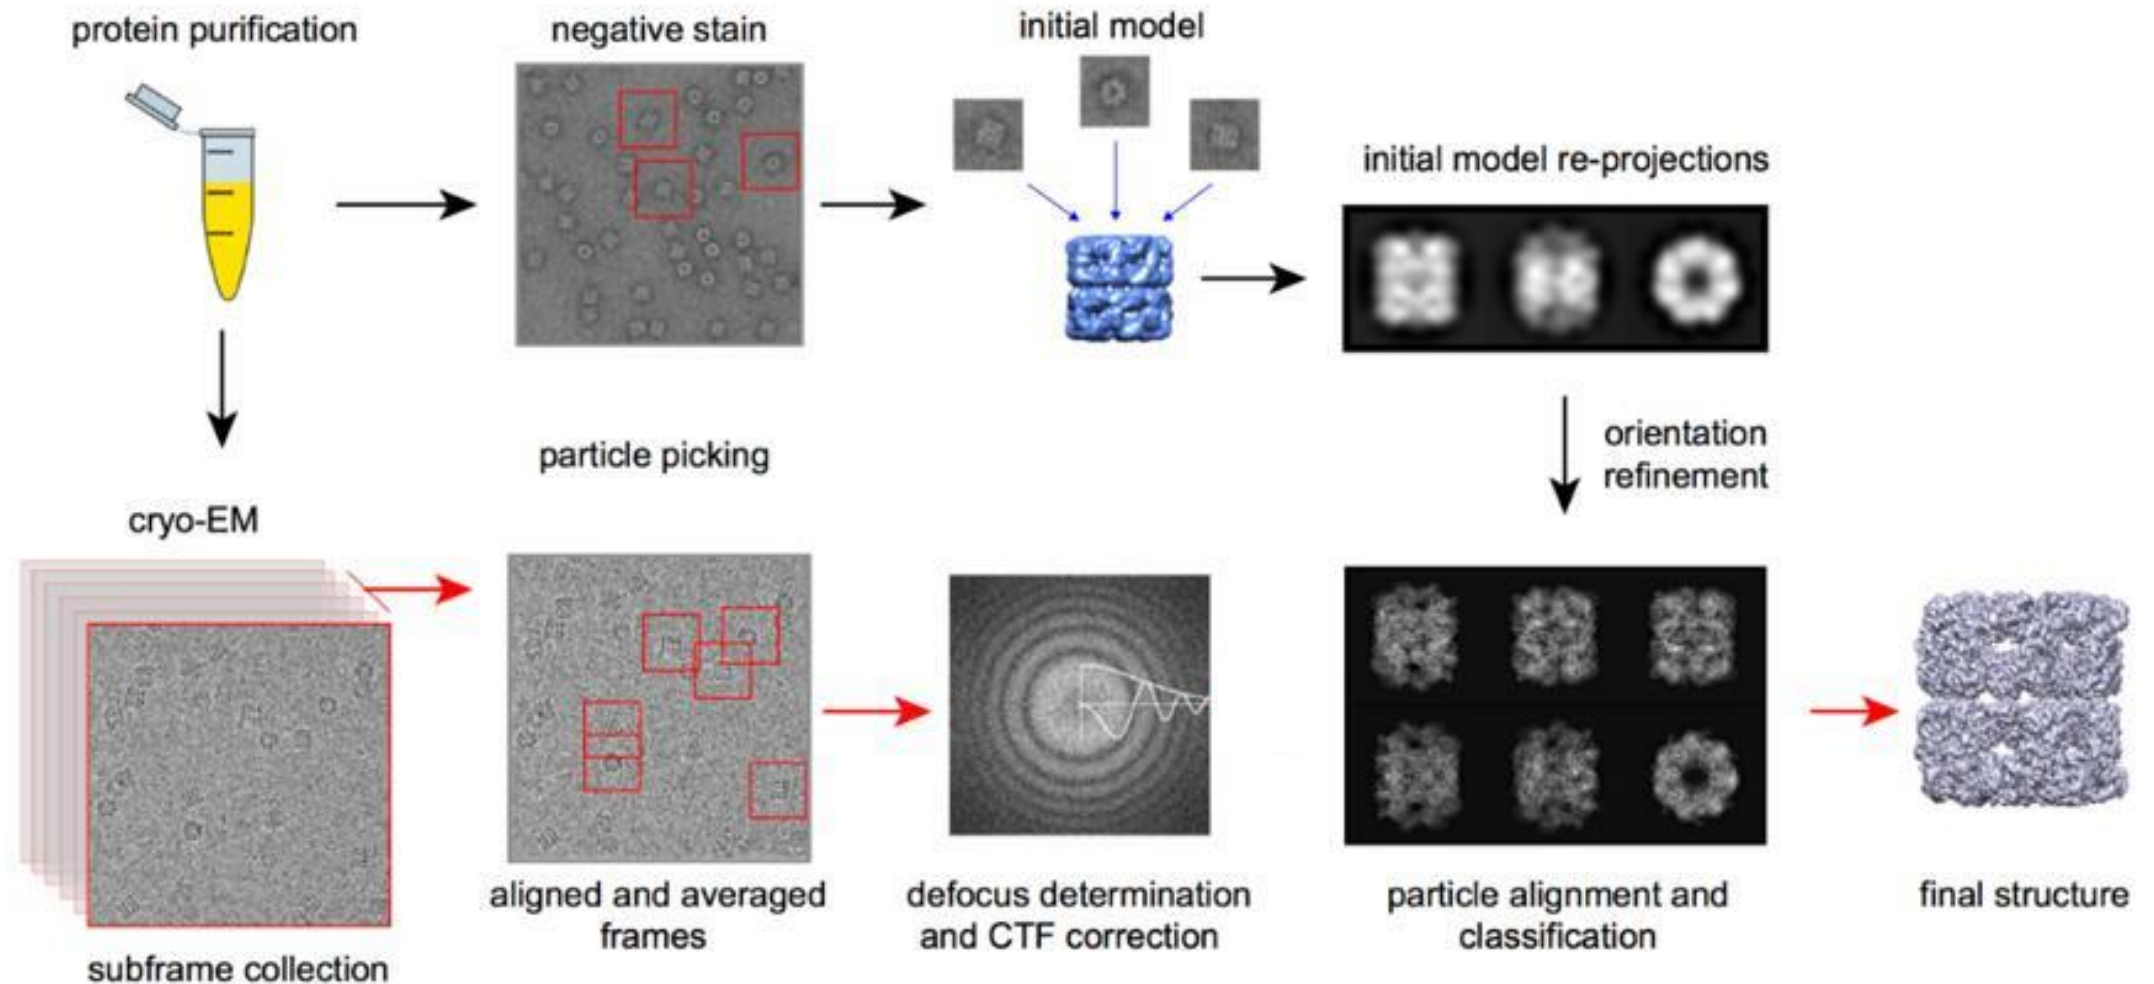 protein purification
negative stain
initial model
initial model re-projections
orientation
refinement
particle picking
cryo-EM
aligned and averaged
frames
defocus determination
and CTF correction
particle alignment and
classification
final structure
subframe collection